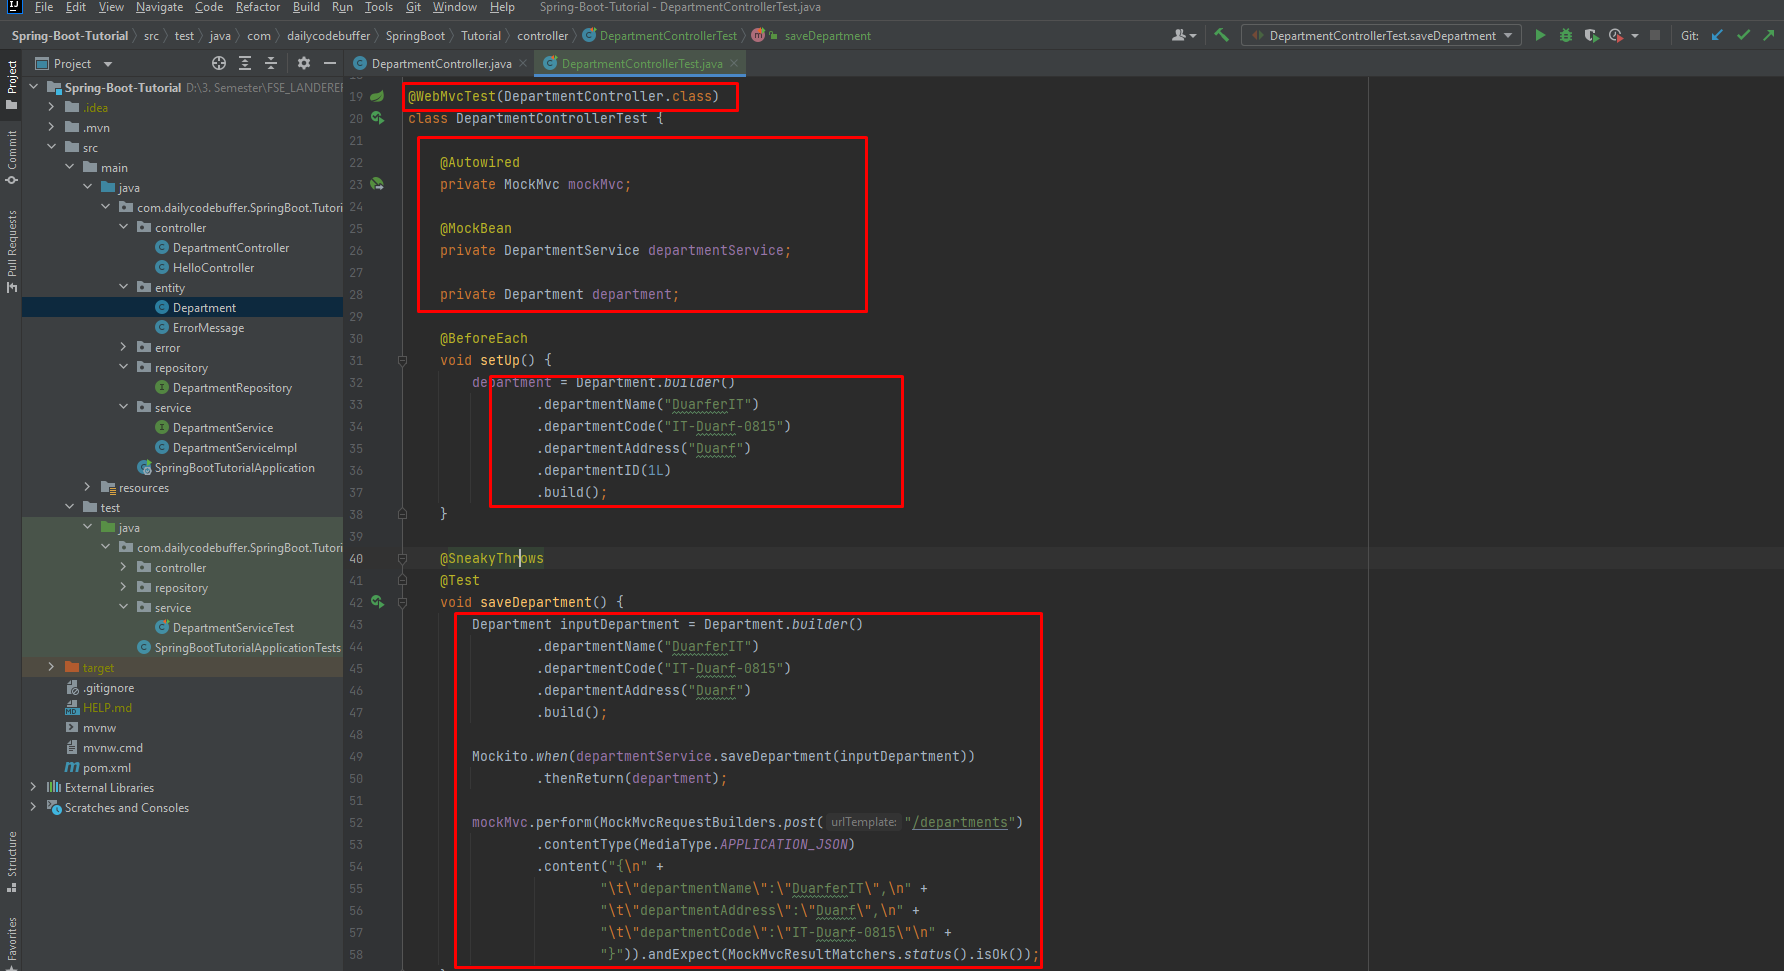 File Edit View Navigate Code Refactor Build Run Tools Git Window Help Spring-Boot-Tutorial - DepartmentControllerTest.java
Spring-Boot-Tutorial src test java com dailycodebuffer SpringBoot Tutorial controller DepartmentControllerTest saveDepartment
DepartmentControllerTest.saveDepartment Git:
Project
Commit
Pull Requests
Structure
Favorites
Project
Spring-Boot-Tutorial D:\3. Semester\FSE_LANDERER
.idea
.mvn
src
main
java
com.dailycodebuffer.SpringBoot.Tutori
controller
DepartmentController
HelloController
entity
Department
ErrorMessage
error
repository
DepartmentRepository
service
DepartmentService
DepartmentServiceImpl
SpringBootTutorialApplication
resources
test
java
com.dailycodebuffer.SpringBoot.Tutori
controller
repository
service
DepartmentServiceTest
SpringBootTutorialApplicationTests
target
.gitignore
HELP.md
mvnw
mvnw.cmd
pom.xml
External Libraries
Scratches and Consoles
DepartmentController.java DepartmentControllerTest.java
19 @WebMvcTest(DepartmentController.class)
20 class DepartmentControllerTest {
21
22 @Autowired
23 private MockMvc mockMvc;
24
25 @MockBean
26 private DepartmentService departmentService;
27
28 private Department department;
29
30 @BeforeEach
31 void setUp() {
32 department = Department.builder()
33 .departmentName("DuarferIT")
34 .departmentCode("IT-Duarf-0815")
35 .departmentAddress("Duarf")
36 .departmentID(1L)
37 .build();
38 }
39
40 @SneakyThrows
41 @Test
42 void saveDepartment() {
43 Department inputDepartment = Department.builder()
44 .departmentName("DuarferIT")
45 .departmentCode("IT-Duarf-0815")
46 .departmentAddress("Duarf")
47 .build();
48
49 Mockito.when(departmentService.saveDepartment(inputDepartment))
50 .thenReturn(department);
51
52 mockMvc.perform(MockMvcRequestBuilders.post( urlTemplate: "/departments")
53 .contentType(MediaType.APPLICATION_JSON)
54 .content("{\n" +
55 "\t\"departmentName\":\"DuarferIT\",\n" +
56 "\t\"departmentAddress\":\"Duarf\",\n" +
57 "\t\"departmentCode\":\"IT-Duarf-0815\"\n" +
58 "}")).andExpect(MockMvcResultMatchers.status().isOk());